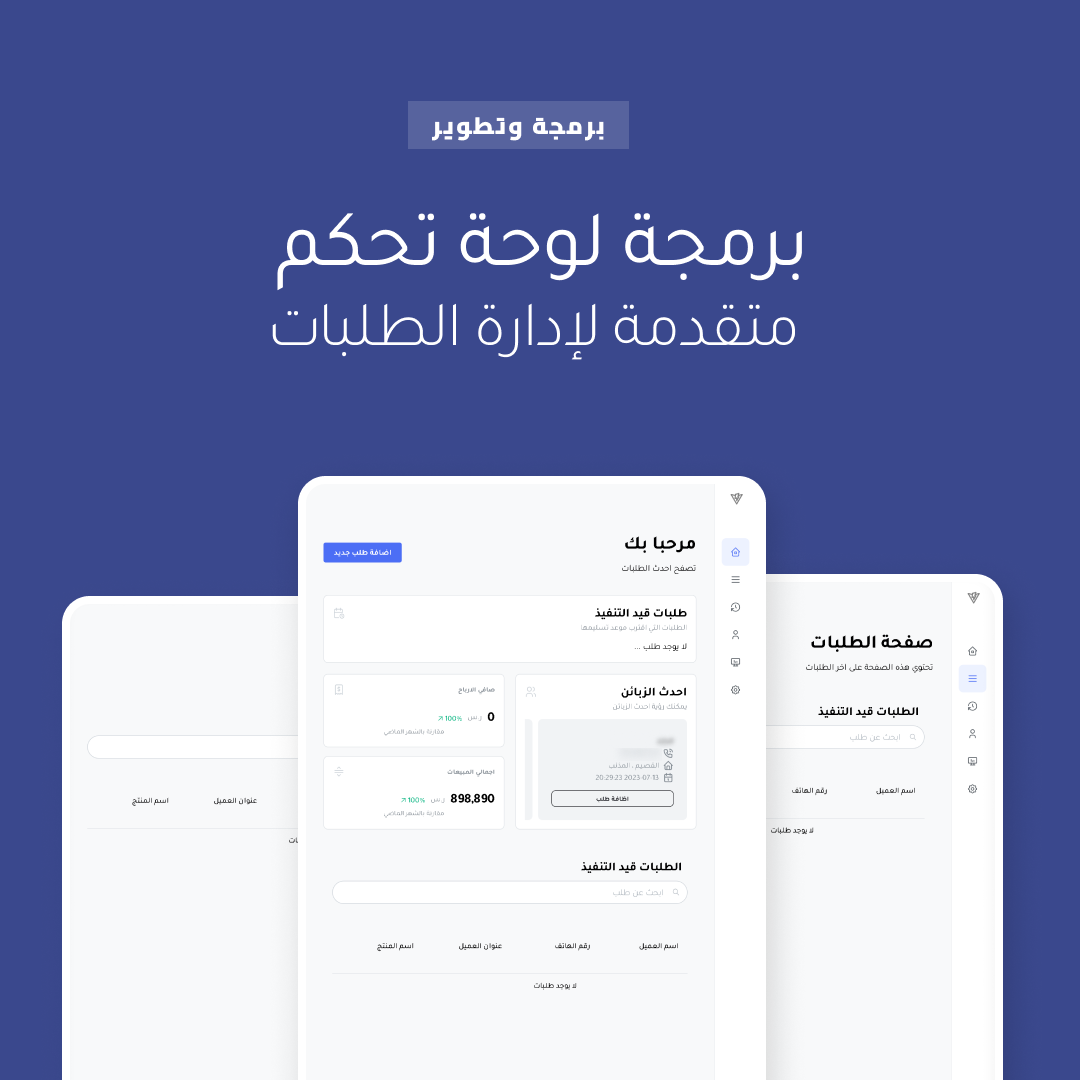 برمجة وتطوير
برمجة لوحة تحكم
متقدمة لإدارة الطلبات
مرحبا بك
تصفح احدث الطلبات
اضافة طلب جديد
طلبات قيد التنفيذ
الطلبات التي اقترب موعد تسليمها
لا يوجد طلب ...
احدث الزبائن
يمكنك رؤية احدث الزبائن
القصيم ، المذنب
2023-07-13 20:29:23
اظافة طلب
صافي الارباح
0 ر.س 100%
مقارنة بالشهر الماضي
اجمالي المبيعات
898,890 ر.س 100%
مقارنة بالشهر الماضي
الطلبات قيد التنفيذ
ابحث عن طلب
اسم العميل رقم الهاتف عنوان العميل اسم المنتج
لا يوجد طلبات
صفحة الطلبات
تحتوي هذه الصفحة على اخر الطلبات
الطلبات قيد التنفيذ
ابحث عن طلب
اسم العميل رقم الهاتف
لا يوجد طلبات
عنوان العميل اسم المنتج